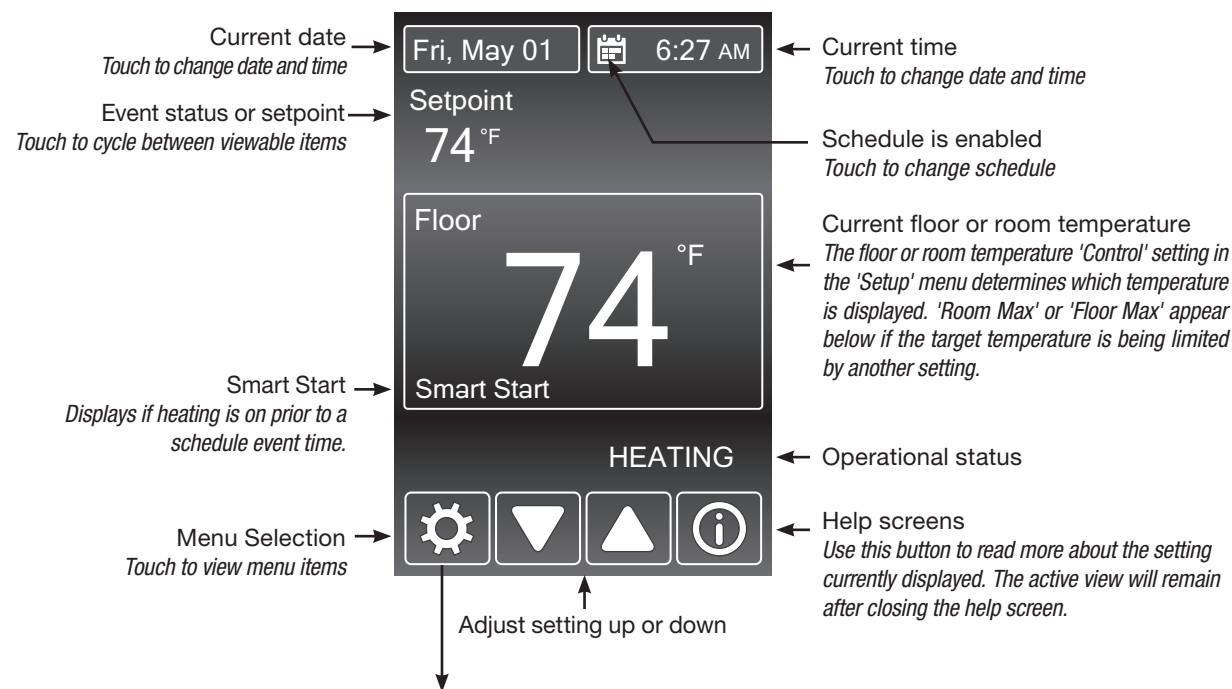 Current date
Touch to change date and time
Event status or setpoint
Touch to cycle between viewable items
Smart Start
Displays if heating is on prior to a
schedule event time.
Menu Selection
Touch to view menu items
Fri, May 01
6:27 AM
Setpoint
74 °F
Floor
74 °F
Smart Start
HEATING
Adjust setting up or down
Current time
Touch to change date and time
Schedule is enabled
Touch to change schedule
Current floor or room temperature
The floor or room temperature 'Control' setting in
the 'Setup' menu determines which temperature
is displayed. 'Room Max' or 'Floor Max' appear
below if the target temperature is being limited
by another setting.
Operational status
Help screens
Use this button to read more about the setting
currently displayed. The active view will remain
after closing the help screen.